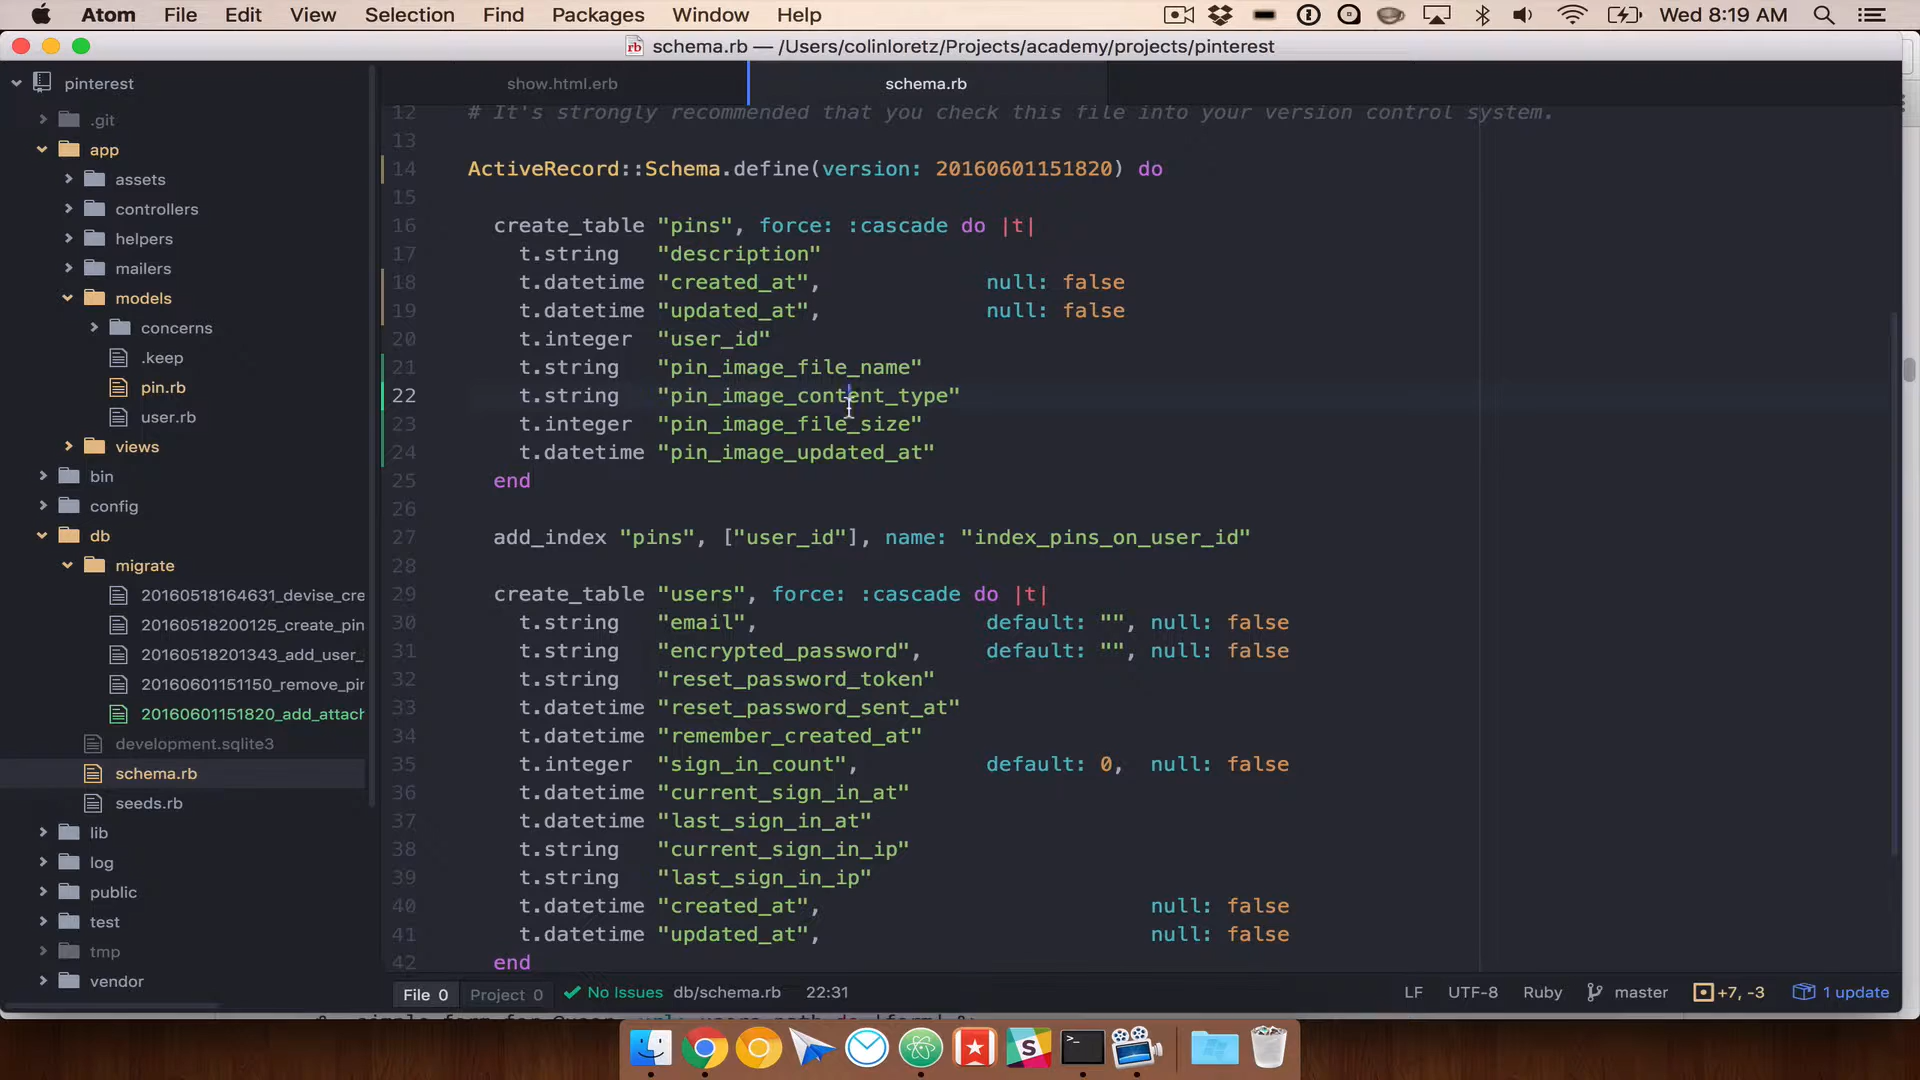 Atom File Edit View Selection Find Packages Window Help Wed 8:19 AM
schema.rb — /Users/colinloretz/Projects/academy/projects/pinterest
pinterest
.git
app
assets
controllers
helpers
mailers
models
concerns
.keep
pin.rb
user.rb
views
bin
config
db
migrate
20160518164631_devise_cre
20160518200125_create_pin
20160518201343_add_user_
20160601151150_remove_pin
20160601151820_add_attach
development.sqlite3
schema.rb
seeds.rb
lib
log
public
test
tmp
vendor
show.html.erb schema.rb
12 # It's strongly recommended that you check this file into your version control system.
13
14 ActiveRecord::Schema.define(version: 20160601151820) do
15
16 create_table "pins", force: :cascade do |t|
17 t.string "description"
18 t.datetime "created_at", null: false
19 t.datetime "updated_at", null: false
20 t.integer "user_id"
21 t.string "pin_image_file_name"
22 t.string "pin_image_content_type"
23 t.integer "pin_image_file_size"
24 t.datetime "pin_image_updated_at"
25 end
26
27 add_index "pins", ["user_id"], name: "index_pins_on_user_id"
28
29 create_table "users", force: :cascade do |t|
30 t.string "email", default: "", null: false
31 t.string "encrypted_password", default: "", null: false
32 t.string "reset_password_token"
33 t.datetime "reset_password_sent_at"
34 t.datetime "remember_created_at"
35 t.integer "sign_in_count", default: 0, null: false
36 t.datetime "current_sign_in_at"
37 t.datetime "last_sign_in_at"
38 t.string "current_sign_in_ip"
39 t.string "last_sign_in_ip"
40 t.datetime "created_at", null: false
41 t.datetime "updated_at", null: false
42 end
File 0 Project 0 No Issues db/schema.rb 22:31 LF UTF-8 Ruby master +7, -3 1 update